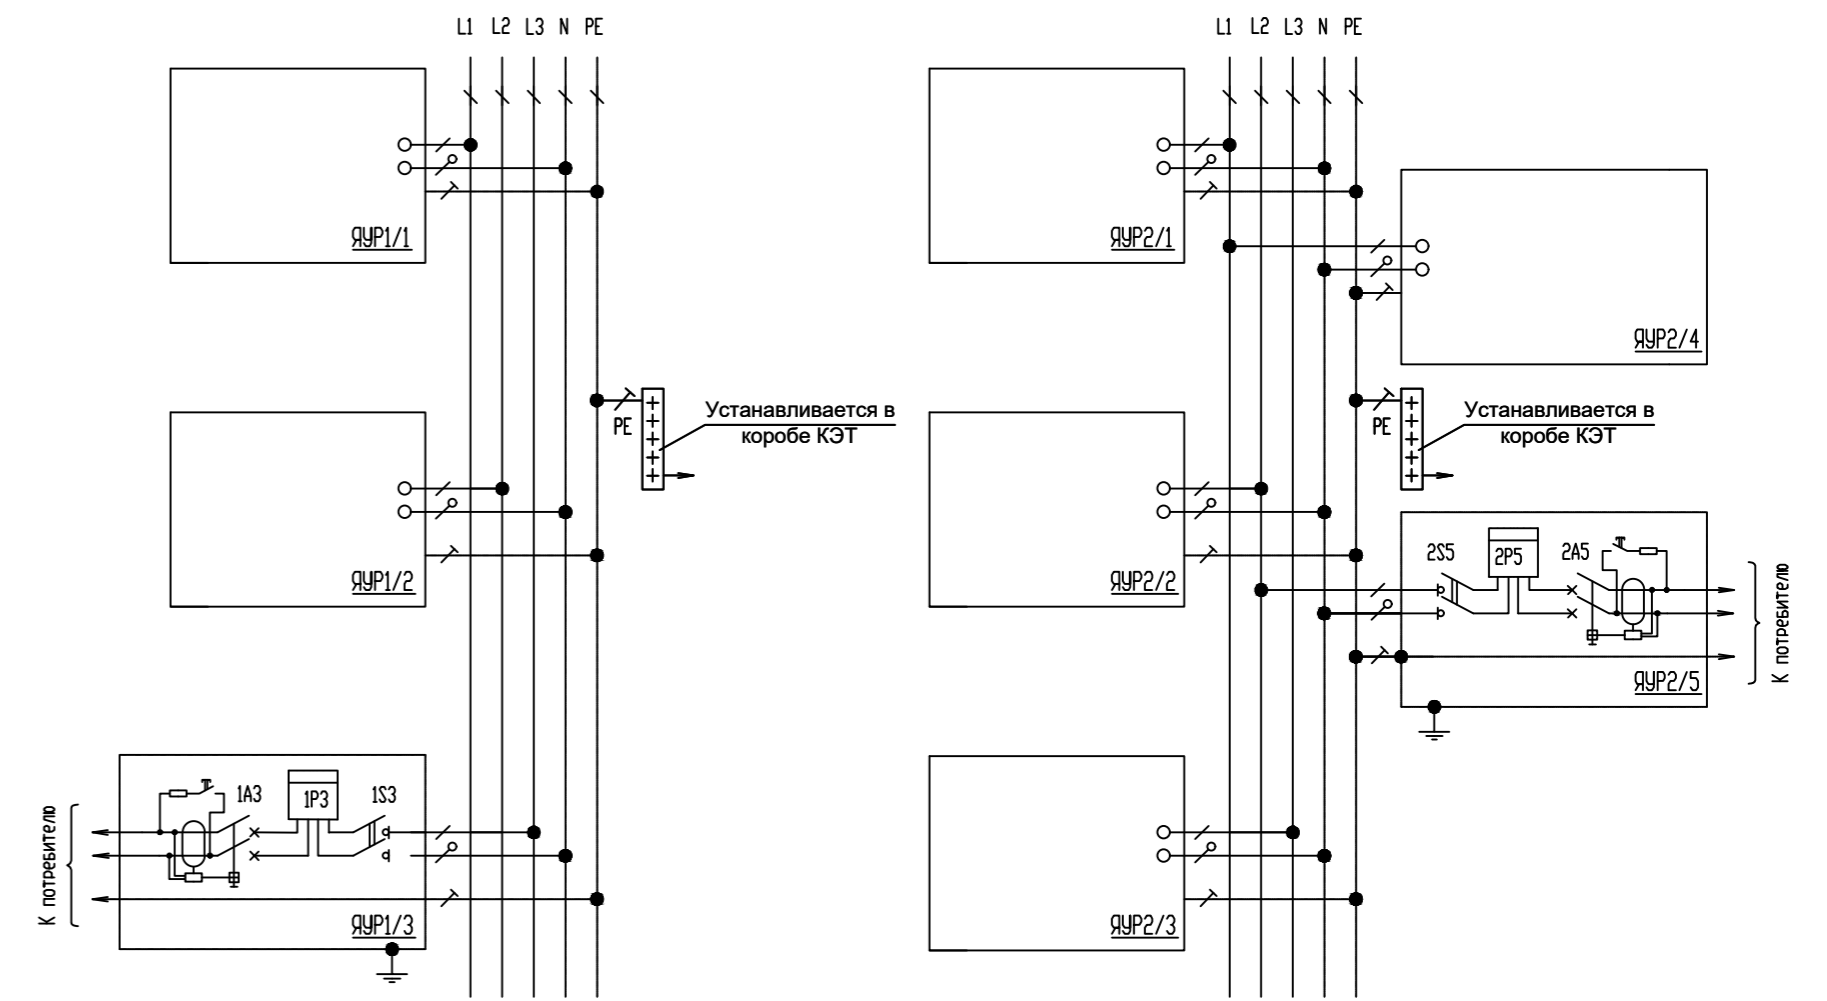 L1 L2 L3 N PE
L1 L2 L3 N PE
ЯУР1/1
ЯУР2/1
ЯУР2/4
PE
Устанавливается в
коробе КЭТ
PE
Устанавливается в
коробе КЭТ
ЯУР1/2
ЯУР2/2
2S5
2P5
2A5
К потребителю
ЯУР2/5
1A3
1P3
1S3
К потребителю
ЯУР1/3
ЯУР2/3